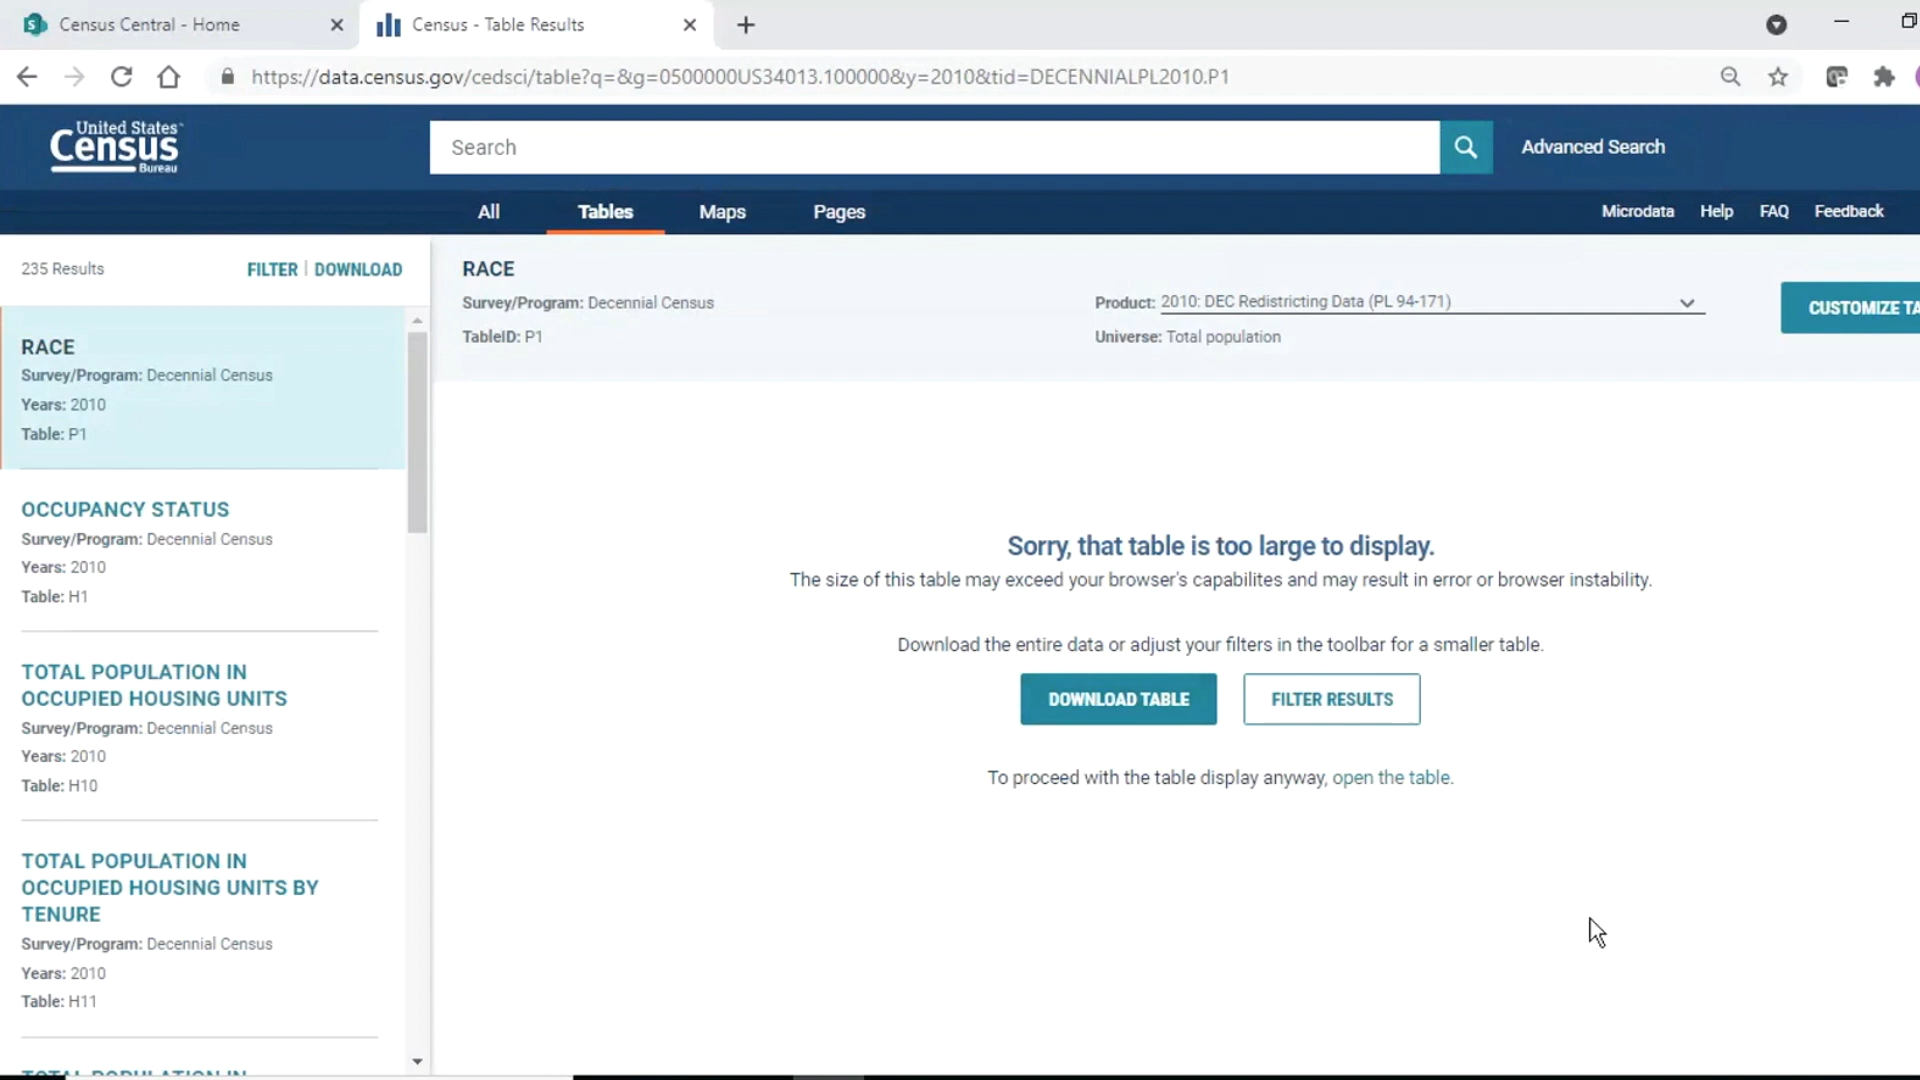 Census Central - Home
Census - Table Results
https://data.census.gov/cedsci/table?q=&g=0500000US34013.100000&y=2010&tid=DECENNIALPL2010.P1
United States
Census
Bureau
Search
Advanced Search
All
Tables
Maps
Pages
Microdata
Help
FAQ
Feedback
235 Results
FILTER | DOWNLOAD
RACE
Survey/Program: Decennial Census
Years: 2010
Table: P1
OCCUPANCY STATUS
Survey/Program: Decennial Census
Years: 2010
Table: H1
TOTAL POPULATION IN
OCCUPIED HOUSING UNITS
Survey/Program: Decennial Census
Years: 2010
Table: H10
TOTAL POPULATION IN
OCCUPIED HOUSING UNITS BY
TENURE
Survey/Program: Decennial Census
Years: 2010
Table: H11
TOTAL POPULATION IN
RACE
Survey/Program: Decennial Census
TableID: P1
Product: 2010: DEC Redistricting Data (PL 94-171)
Universe: Total population
CUSTOMIZE TA
Sorry, that table is too large to display.
The size of this table may exceed your browser's capabilites and may result in error or browser instability.
Download the entire data or adjust your filters in the toolbar for a smaller table.
DOWNLOAD TABLE
FILTER RESULTS
To proceed with the table display anyway, open the table.